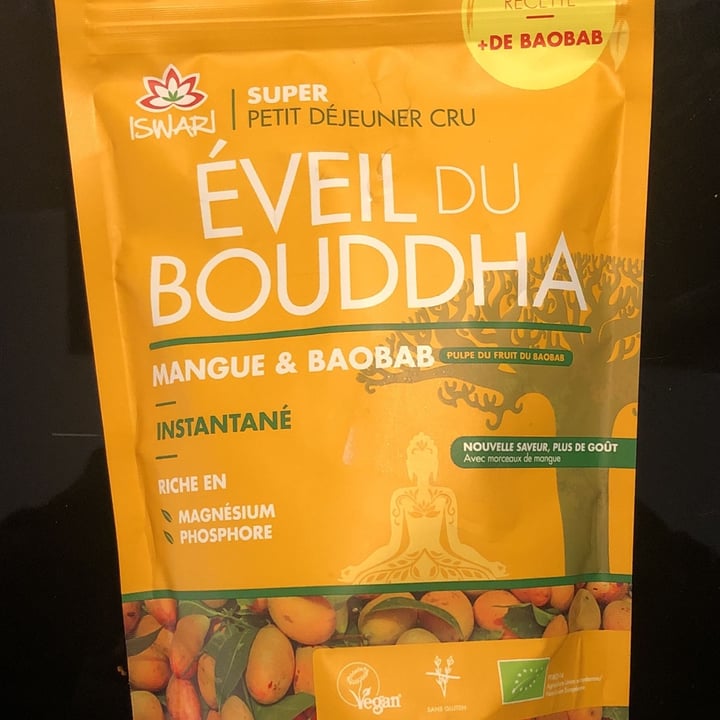 RECETTE
+DE BAOBAB
ISWARI
SUPER
PETIT DÉJEUNER CRU
ÉVEIL DU
BOUDDHA
MANGUE & BAOBAB
PULPE DU FRUIT DU BAOBAB
INSTANTANÉ
NOUVELLE SAVEUR, PLUS DE GOÛT
Avec morceaux de mangue
RICHE EN
MAGNÉSIUM
PHOSPHORE
Vegan
SANS GLUTEN